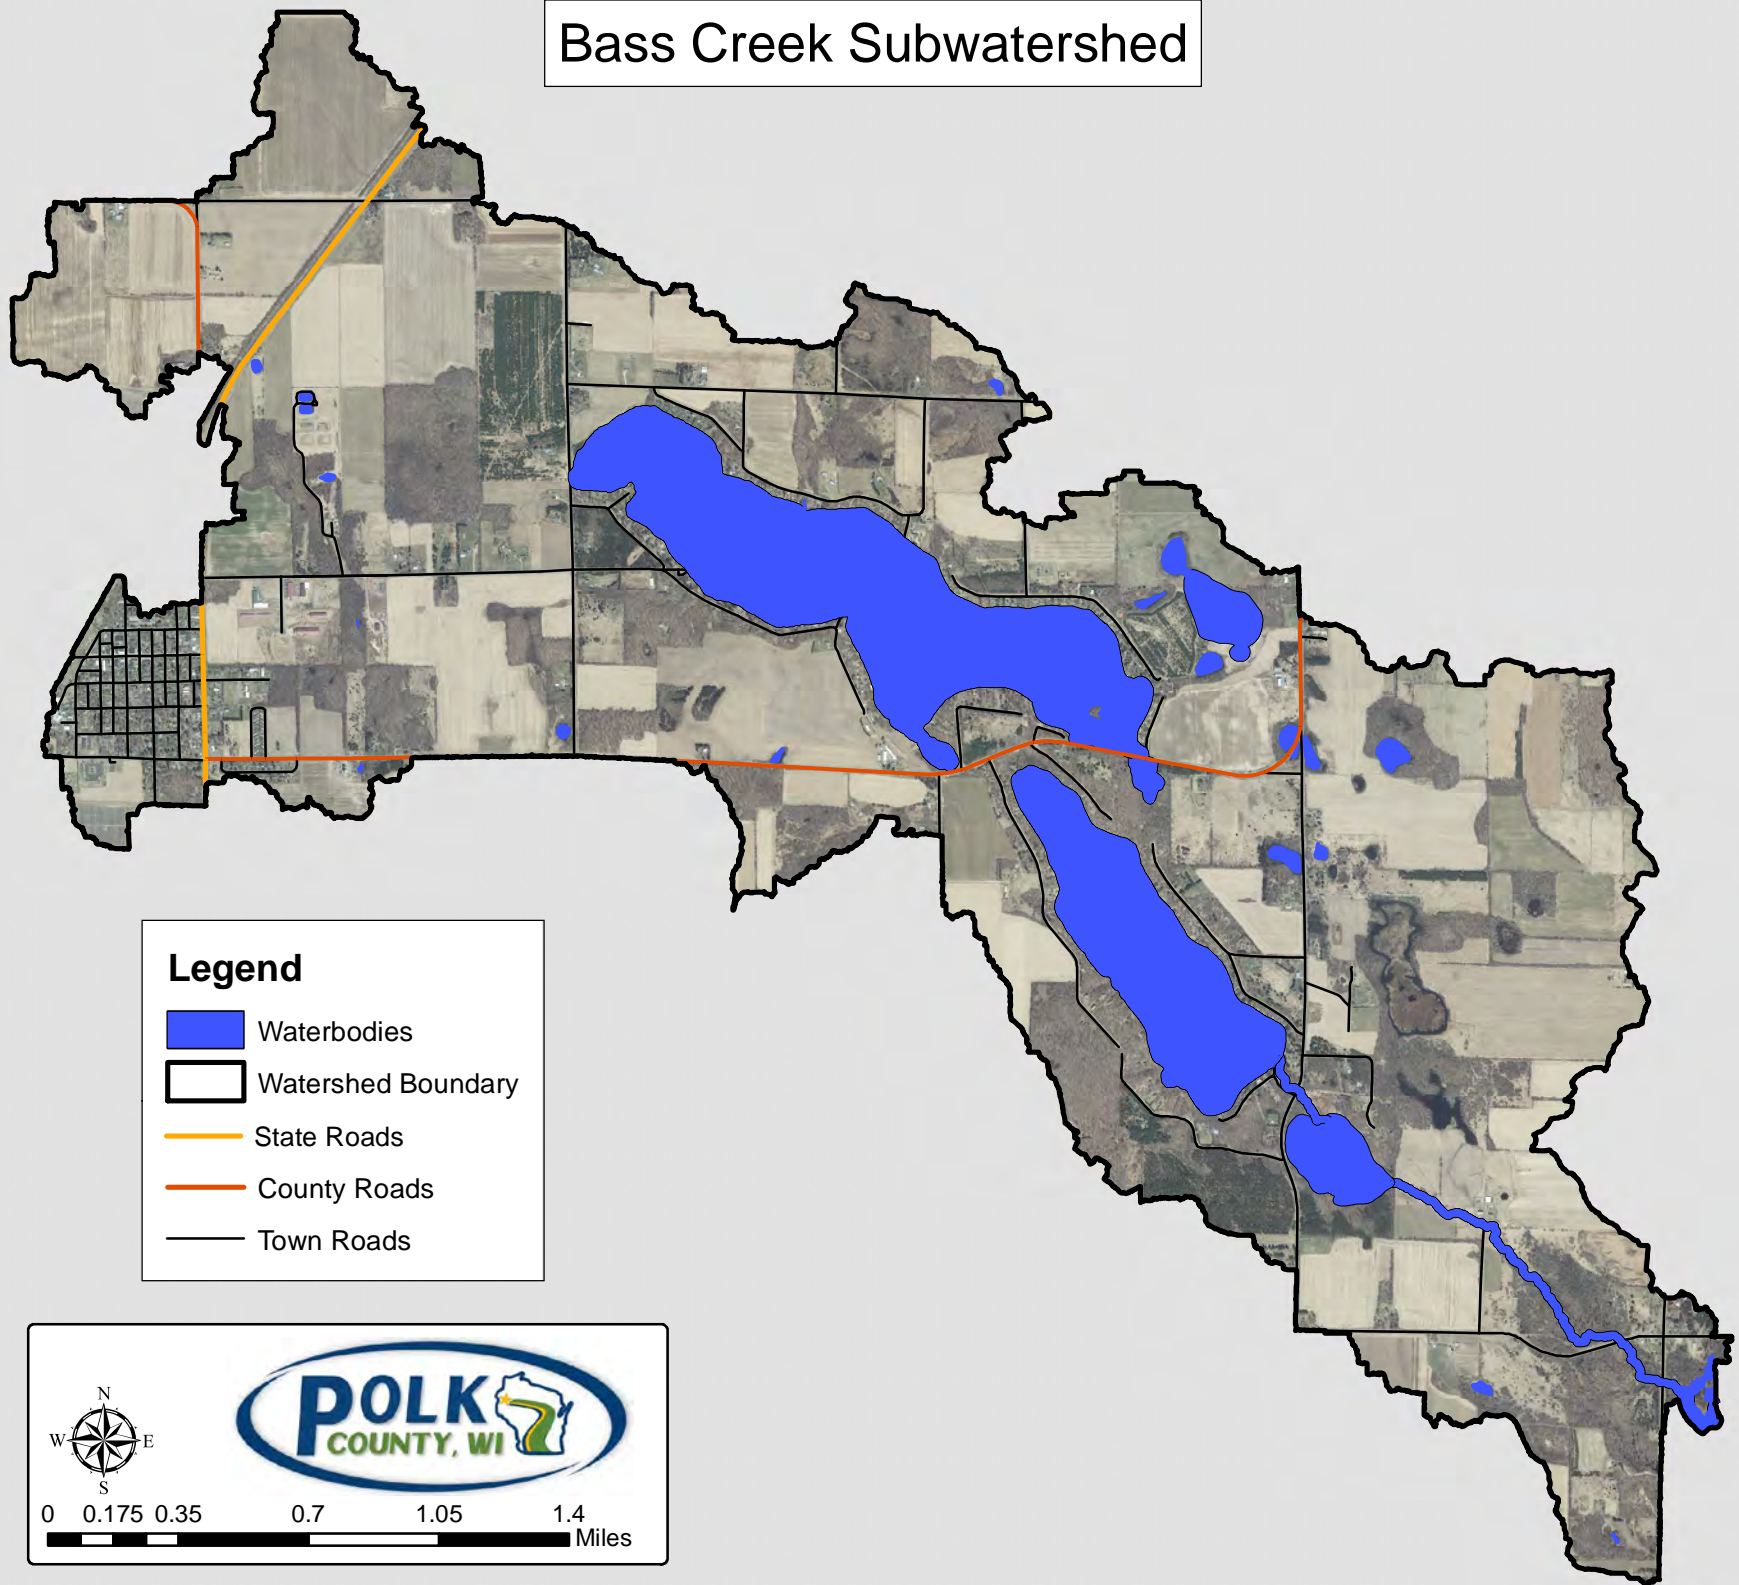 Bass Creek Subwatershed
Legend
Waterbodies
Watershed Boundary
State Roads
County Roads
Town Roads
N
W E
S
POLK
COUNTY, WI
0 0.175 0.35 0.7 1.05 1.4
Miles